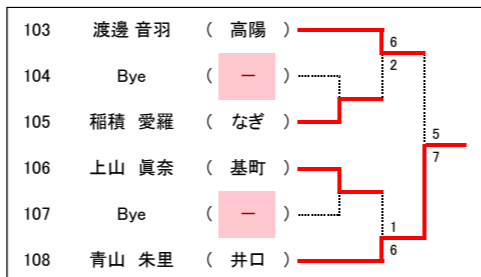 103 渡邊 音羽 ( 高陽 )
6
104 Bye ( － )
2
105 稲積 愛羅 ( なぎ )
5
7
106 上山 眞奈 ( 基町 )
107 Bye ( － )
1
6
108 青山 朱里 ( 井口 )